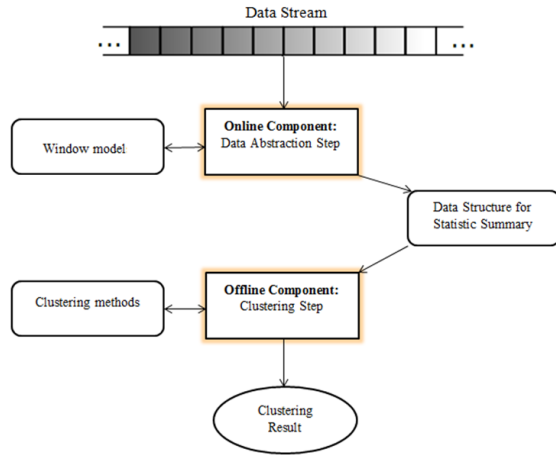 Data Stream
... ...
Online Component:
Data Abstraction Step
Window model
Data Structure for
Statistic Summary
Offline Component:
Clustering Step
Clustering methods
Clustering
Result